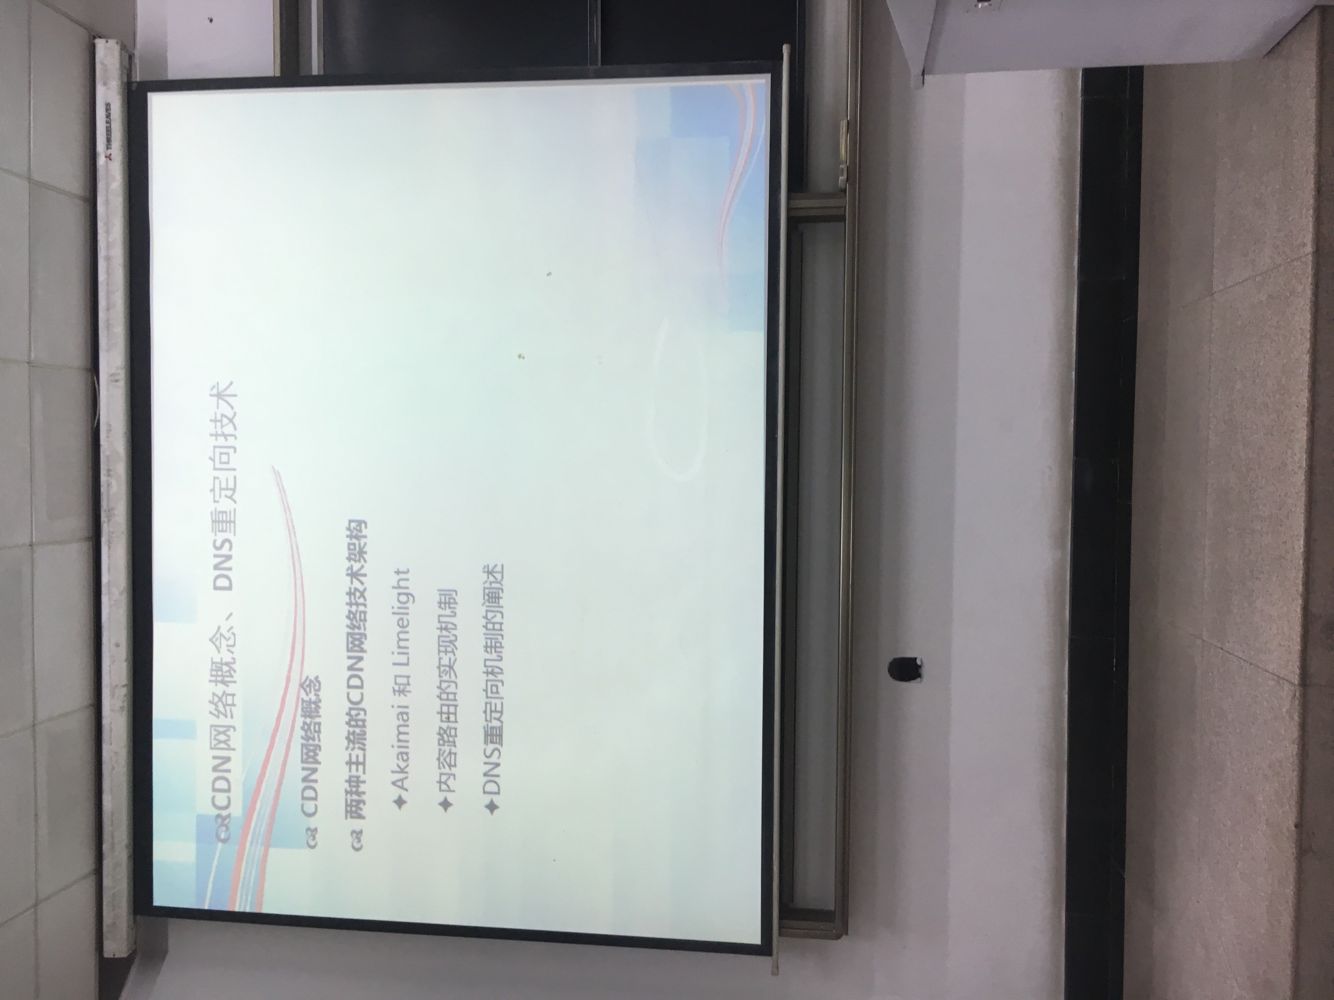 THREELEAVES
CDN网络概念、DNS重定向技术
CDN网络概念
两种主流的CDN网络技术架构
✦Akaimai 和 Limelight
✦内容路由的实现机制
✦DNS重定向机制的阐述